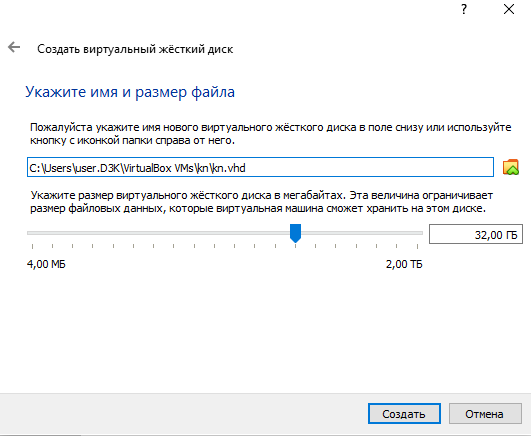 Создать виртуальный жёсткий диск
Укажите имя и размер файла
Пожалуйста укажите имя нового виртуального жёсткого диска в поле снизу или используйте
кнопку с иконкой папки справа от него.
C:\Users\user.D3K\VirtualBox VMs\kn\kn.vhd
Укажите размер виртуального жёсткого диска в мегабайтах. Эта величина ограничивает
размер файловых данных, которые виртуальная машина сможет хранить на этом диске.
32,00 ГБ
4,00 МБ 2,00 ТБ
Создать Отмена